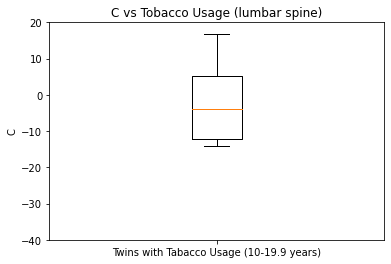 C vs Tobacco Usage (lumbar spine)
20
10
0
−10
−20
−30
−40
C
Twins with Tabacco Usage (10-19.9 years)